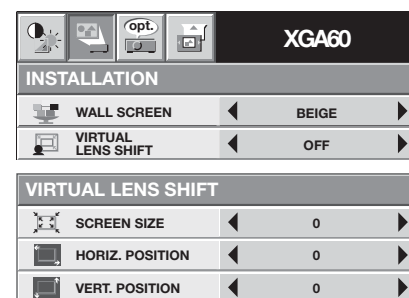 opt.
XGA60
INSTALLATION
WALL SCREEN BEIGE
VIRTUAL
LENS SHIFT OFF
VIRTUAL LENS SHIFT
SCREEN SIZE 0
HORIZ. POSITION 0
VERT. POSITION 0